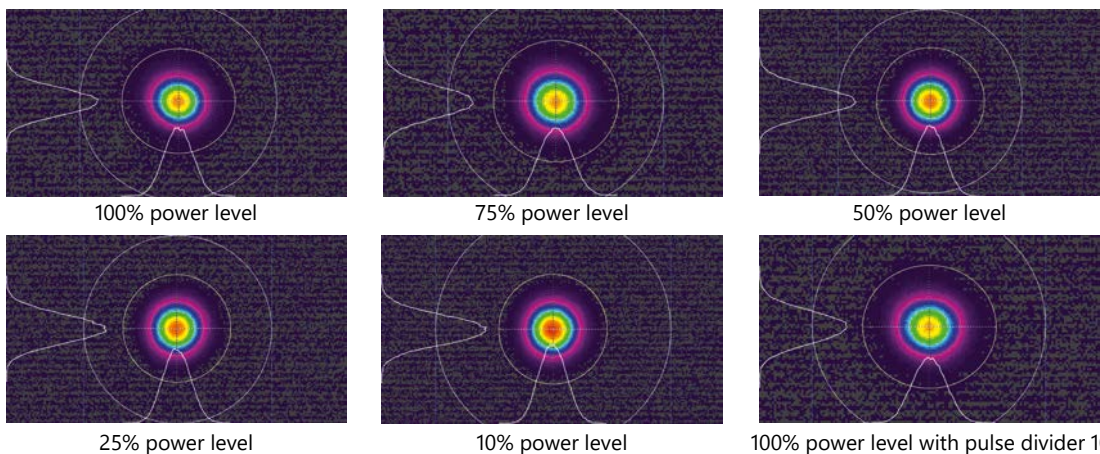 100% power level
75% power level
50% power level
25% power level
10% power level
100% power level with pulse divider